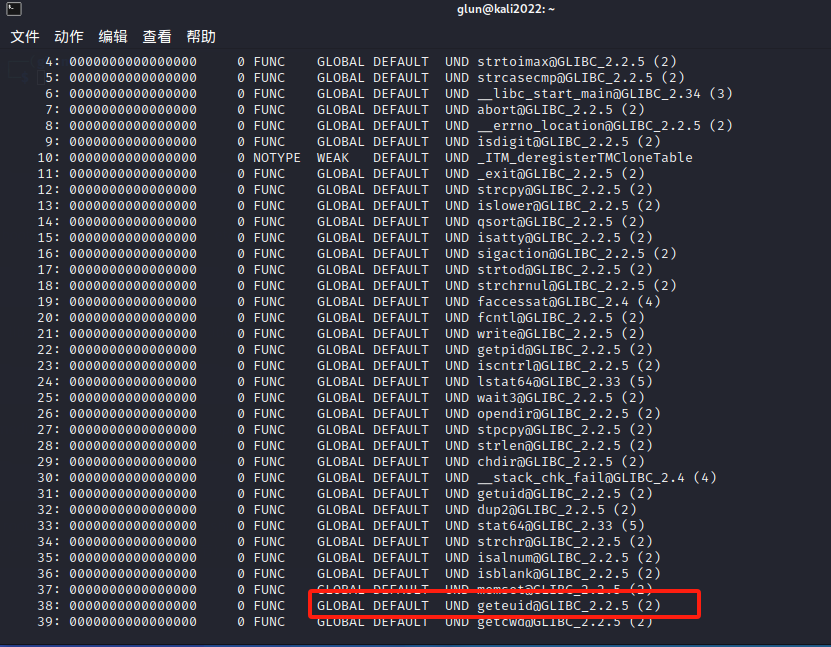 glun@kali2022: ~
文件 动作 编辑 查看 帮助
4: 0000000000000000     0 FUNC    GLOBAL DEFAULT  UND strtoimax@GLIBC_2.2.5 (2)
5: 0000000000000000     0 FUNC    GLOBAL DEFAULT  UND strcasecmp@GLIBC_2.2.5 (2)
6: 0000000000000000     0 FUNC    GLOBAL DEFAULT  UND __libc_start_main@GLIBC_2.34 (3)
7: 0000000000000000     0 FUNC    GLOBAL DEFAULT  UND abort@GLIBC_2.2.5 (2)
8: 0000000000000000     0 FUNC    GLOBAL DEFAULT  UND __errno_location@GLIBC_2.2.5 (2)
9: 0000000000000000     0 FUNC    GLOBAL DEFAULT  UND isdigit@GLIBC_2.2.5 (2)
10: 0000000000000000     0 NOTYPE  WEAK   DEFAULT  UND _ITM_deregisterTMCloneTable
11: 0000000000000000     0 FUNC    GLOBAL DEFAULT  UND _exit@GLIBC_2.2.5 (2)
12: 0000000000000000     0 FUNC    GLOBAL DEFAULT  UND strcpy@GLIBC_2.2.5 (2)
13: 0000000000000000     0 FUNC    GLOBAL DEFAULT  UND islower@GLIBC_2.2.5 (2)
14: 0000000000000000     0 FUNC    GLOBAL DEFAULT  UND qsort@GLIBC_2.2.5 (2)
15: 0000000000000000     0 FUNC    GLOBAL DEFAULT  UND isatty@GLIBC_2.2.5 (2)
16: 0000000000000000     0 FUNC    GLOBAL DEFAULT  UND sigaction@GLIBC_2.2.5 (2)
17: 0000000000000000     0 FUNC    GLOBAL DEFAULT  UND strtod@GLIBC_2.2.5 (2)
18: 0000000000000000     0 FUNC    GLOBAL DEFAULT  UND strchrnul@GLIBC_2.2.5 (2)
19: 0000000000000000     0 FUNC    GLOBAL DEFAULT  UND faccessat@GLIBC_2.4 (4)
20: 0000000000000000     0 FUNC    GLOBAL DEFAULT  UND fcntl@GLIBC_2.2.5 (2)
21: 0000000000000000     0 FUNC    GLOBAL DEFAULT  UND write@GLIBC_2.2.5 (2)
22: 0000000000000000     0 FUNC    GLOBAL DEFAULT  UND getpid@GLIBC_2.2.5 (2)
23: 0000000000000000     0 FUNC    GLOBAL DEFAULT  UND iscntrl@GLIBC_2.2.5 (2)
24: 0000000000000000     0 FUNC    GLOBAL DEFAULT  UND lstat64@GLIBC_2.33 (5)
25: 0000000000000000     0 FUNC    GLOBAL DEFAULT  UND wait3@GLIBC_2.2.5 (2)
26: 0000000000000000     0 FUNC    GLOBAL DEFAULT  UND opendir@GLIBC_2.2.5 (2)
27: 0000000000000000     0 FUNC    GLOBAL DEFAULT  UND stpcpy@GLIBC_2.2.5 (2)
28: 0000000000000000     0 FUNC    GLOBAL DEFAULT  UND strlen@GLIBC_2.2.5 (2)
29: 0000000000000000     0 FUNC    GLOBAL DEFAULT  UND chdir@GLIBC_2.2.5 (2)
30: 0000000000000000     0 FUNC    GLOBAL DEFAULT  UND __stack_chk_fail@GLIBC_2.4 (4)
31: 0000000000000000     0 FUNC    GLOBAL DEFAULT  UND getuid@GLIBC_2.2.5 (2)
32: 0000000000000000     0 FUNC    GLOBAL DEFAULT  UND dup2@GLIBC_2.2.5 (2)
33: 0000000000000000     0 FUNC    GLOBAL DEFAULT  UND stat64@GLIBC_2.33 (5)
34: 0000000000000000     0 FUNC    GLOBAL DEFAULT  UND strchr@GLIBC_2.2.5 (2)
35: 0000000000000000     0 FUNC    GLOBAL DEFAULT  UND isalnum@GLIBC_2.2.5 (2)
36: 0000000000000000     0 FUNC    GLOBAL DEFAULT  UND isblank@GLIBC_2.2.5 (2)
37: 0000000000000000     0 FUNC    GLOBAL DEFAULT  UND memset@GLIBC_2.2.5 (2)
38: 0000000000000000     0 FUNC    GLOBAL DEFAULT  UND geteuid@GLIBC_2.2.5 (2)
39: 0000000000000000     0 FUNC    GLOBAL DEFAULT  UND getcwd@GLIBC_2.2.5 (2)